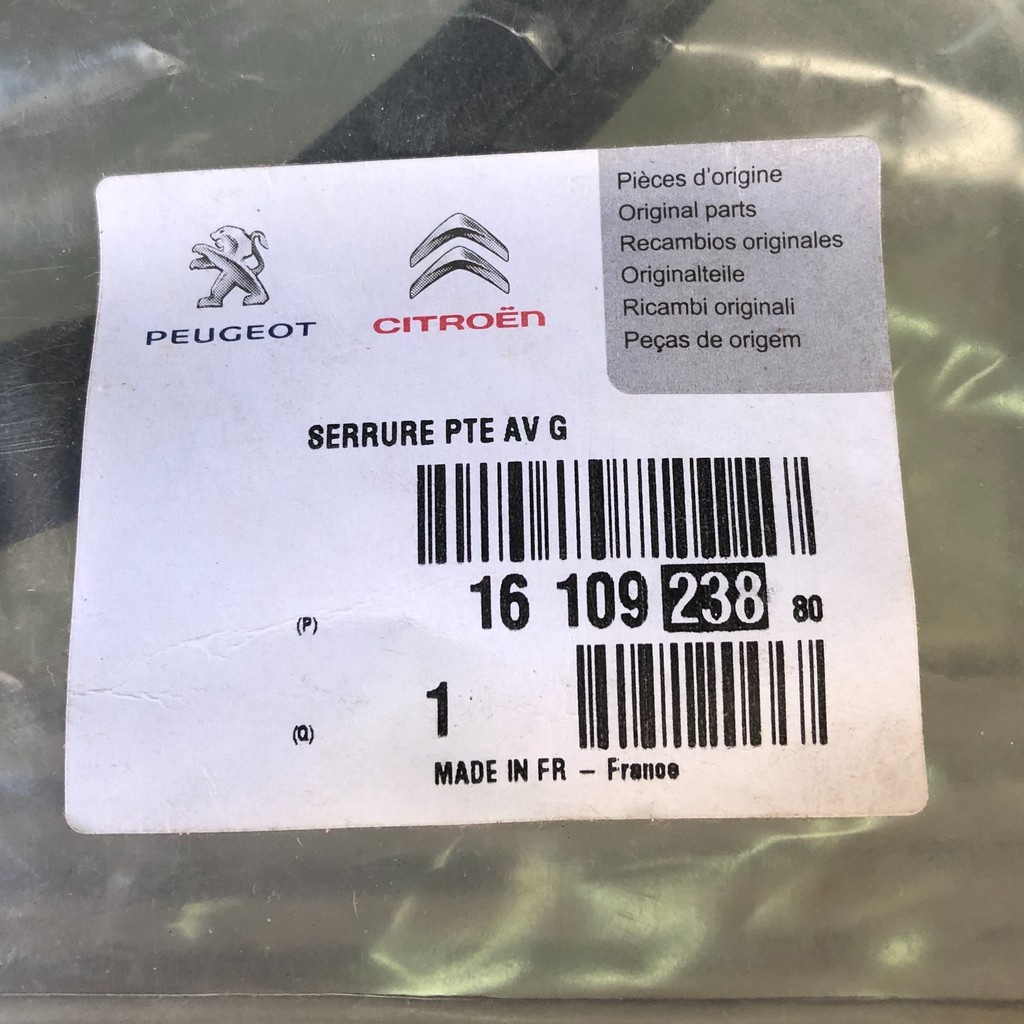 PEUGEOT
CITROËN
Pièces d'origine
Original parts
Recambios originales
Originalteile
Ricambi originali
Peças de origem
SERRURE PTE AV G
(P) 16 109 238 80
(Q) 1
MADE IN FR – France